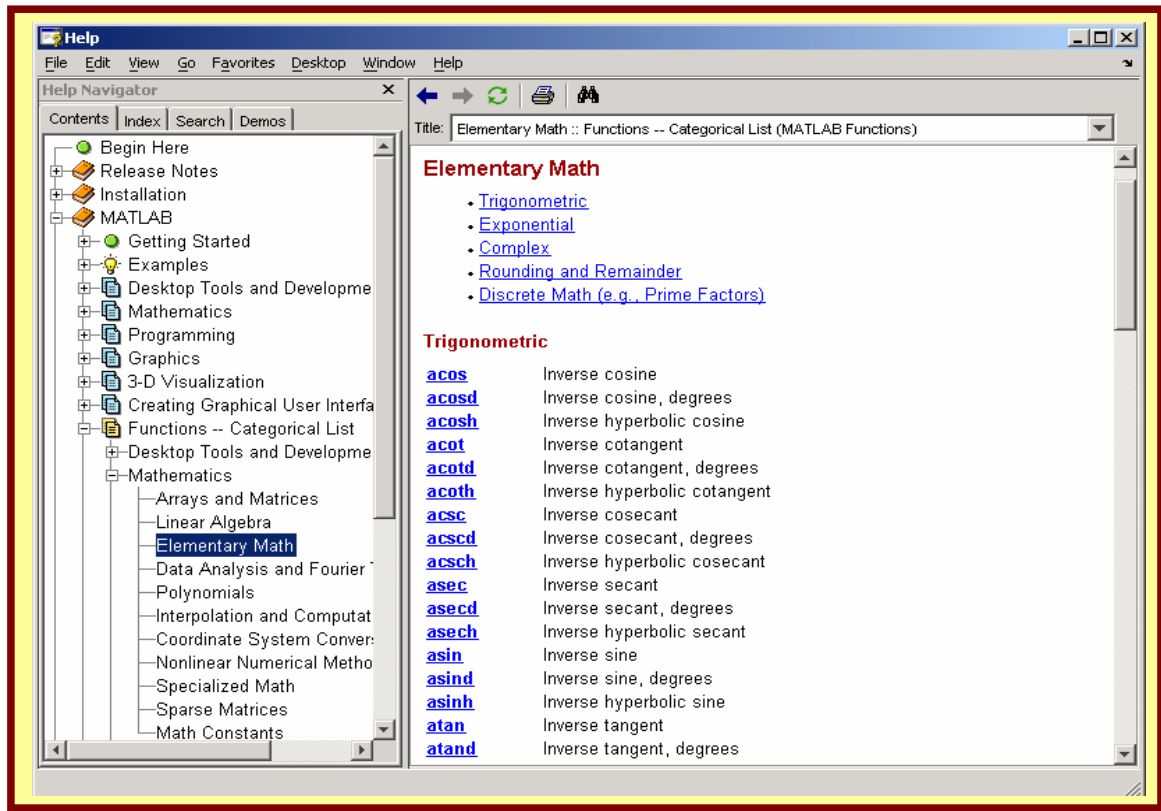 Help
File Edit View Go Favorites Desktop Window Help
Help Navigator
Contents Index Search Demos
Begin Here
Release Notes
Installation
MATLAB
Getting Started
Examples
Desktop Tools and Developme
Mathematics
Programming
Graphics
3-D Visualization
Creating Graphical User Interfa
Functions -- Categorical List
Desktop Tools and Developme
Mathematics
Arrays and Matrices
Linear Algebra
Elementary Math
Data Analysis and Fourier
Polynomials
Interpolation and Computat
Coordinate System Convers
Nonlinear Numerical Metho
Specialized Math
Sparse Matrices
Math Constants
Title: Elementary Math :: Functions -- Categorical List (MATLAB Functions)
Elementary Math
• Trigonometric
• Exponential
• Complex
• Rounding and Remainder
• Discrete Math (e.g., Prime Factors)
Trigonometric
acos Inverse cosine
acosd Inverse cosine, degrees
acosh Inverse hyperbolic cosine
acot Inverse cotangent
acotd Inverse cotangent, degrees
acoth Inverse hyperbolic cotangent
acsc Inverse cosecant
acscd Inverse cosecant, degrees
acsch Inverse hyperbolic cosecant
asec Inverse secant
asecd Inverse secant, degrees
asech Inverse hyperbolic secant
asin Inverse sine
asind Inverse sine, degrees
asinh Inverse hyperbolic sine
atan Inverse tangent
atand Inverse tangent, degrees